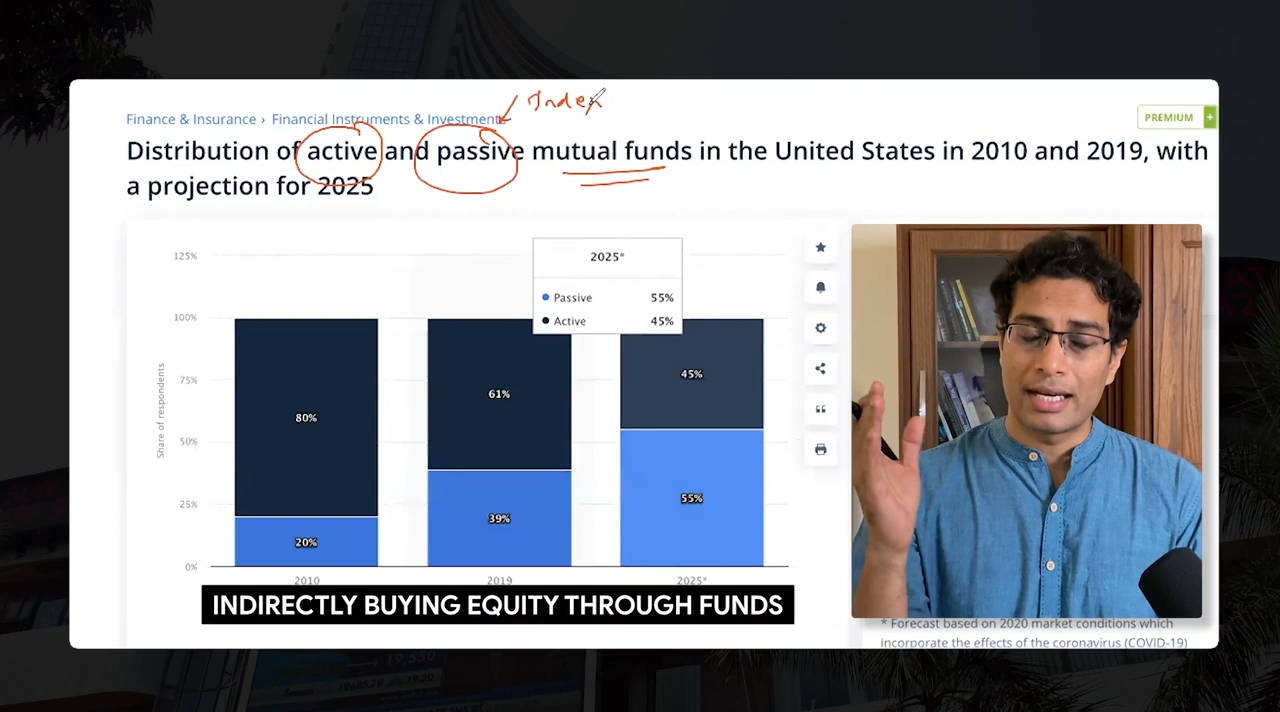 Index
Finance & Insurance › Financial Instruments & Investments
PREMIUM +
Distribution of active and passive mutual funds in the United States in 2010 and 2019, with
a projection for 2025
125%
100%
75%
50%
25%
0%
Share of respondents
2025*
Passive 55%
Active 45%
80%
20%
61%
39%
45%
55%
2010
2019
2025*
INDIRECTLY BUYING EQUITY THROUGH FUNDS
* Forecast based on 2020 market conditions which
incorporate the effects of the coronavirus (COVID-19)